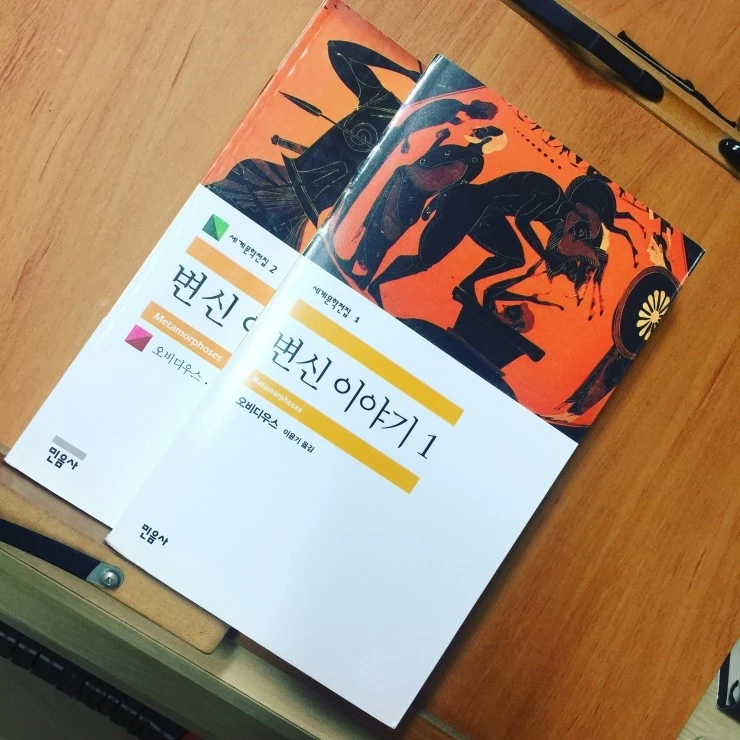 세계문학전집 2
변신 이
Metamorphoses
오비디우스
민음사
세계문학전집 1
변신 이야기 1
Metamorphoses
오비디우스 이윤기 옮김
민음사